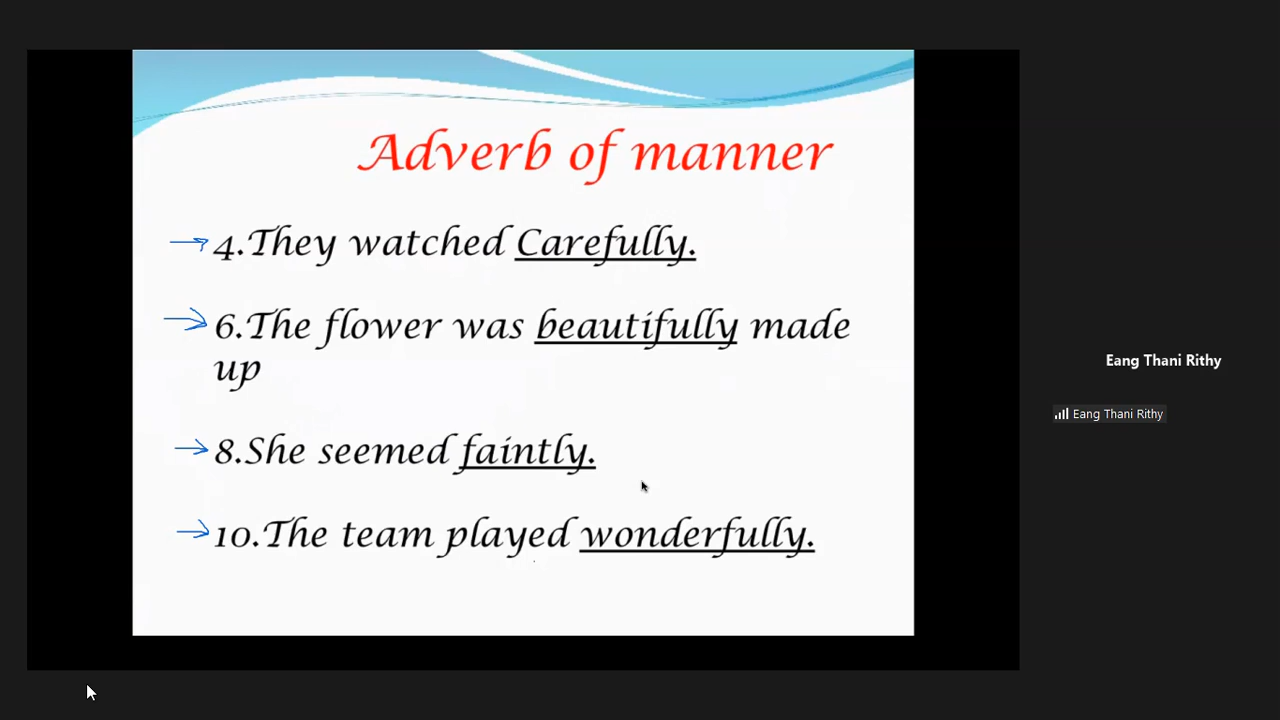 Adverb of manner
4.They watched Carefully.
6.The flower was beautifully made
up
8.She seemed faintly.
10.The team played wonderfully.
Eang Thani Rithy
Eang Thani Rithy